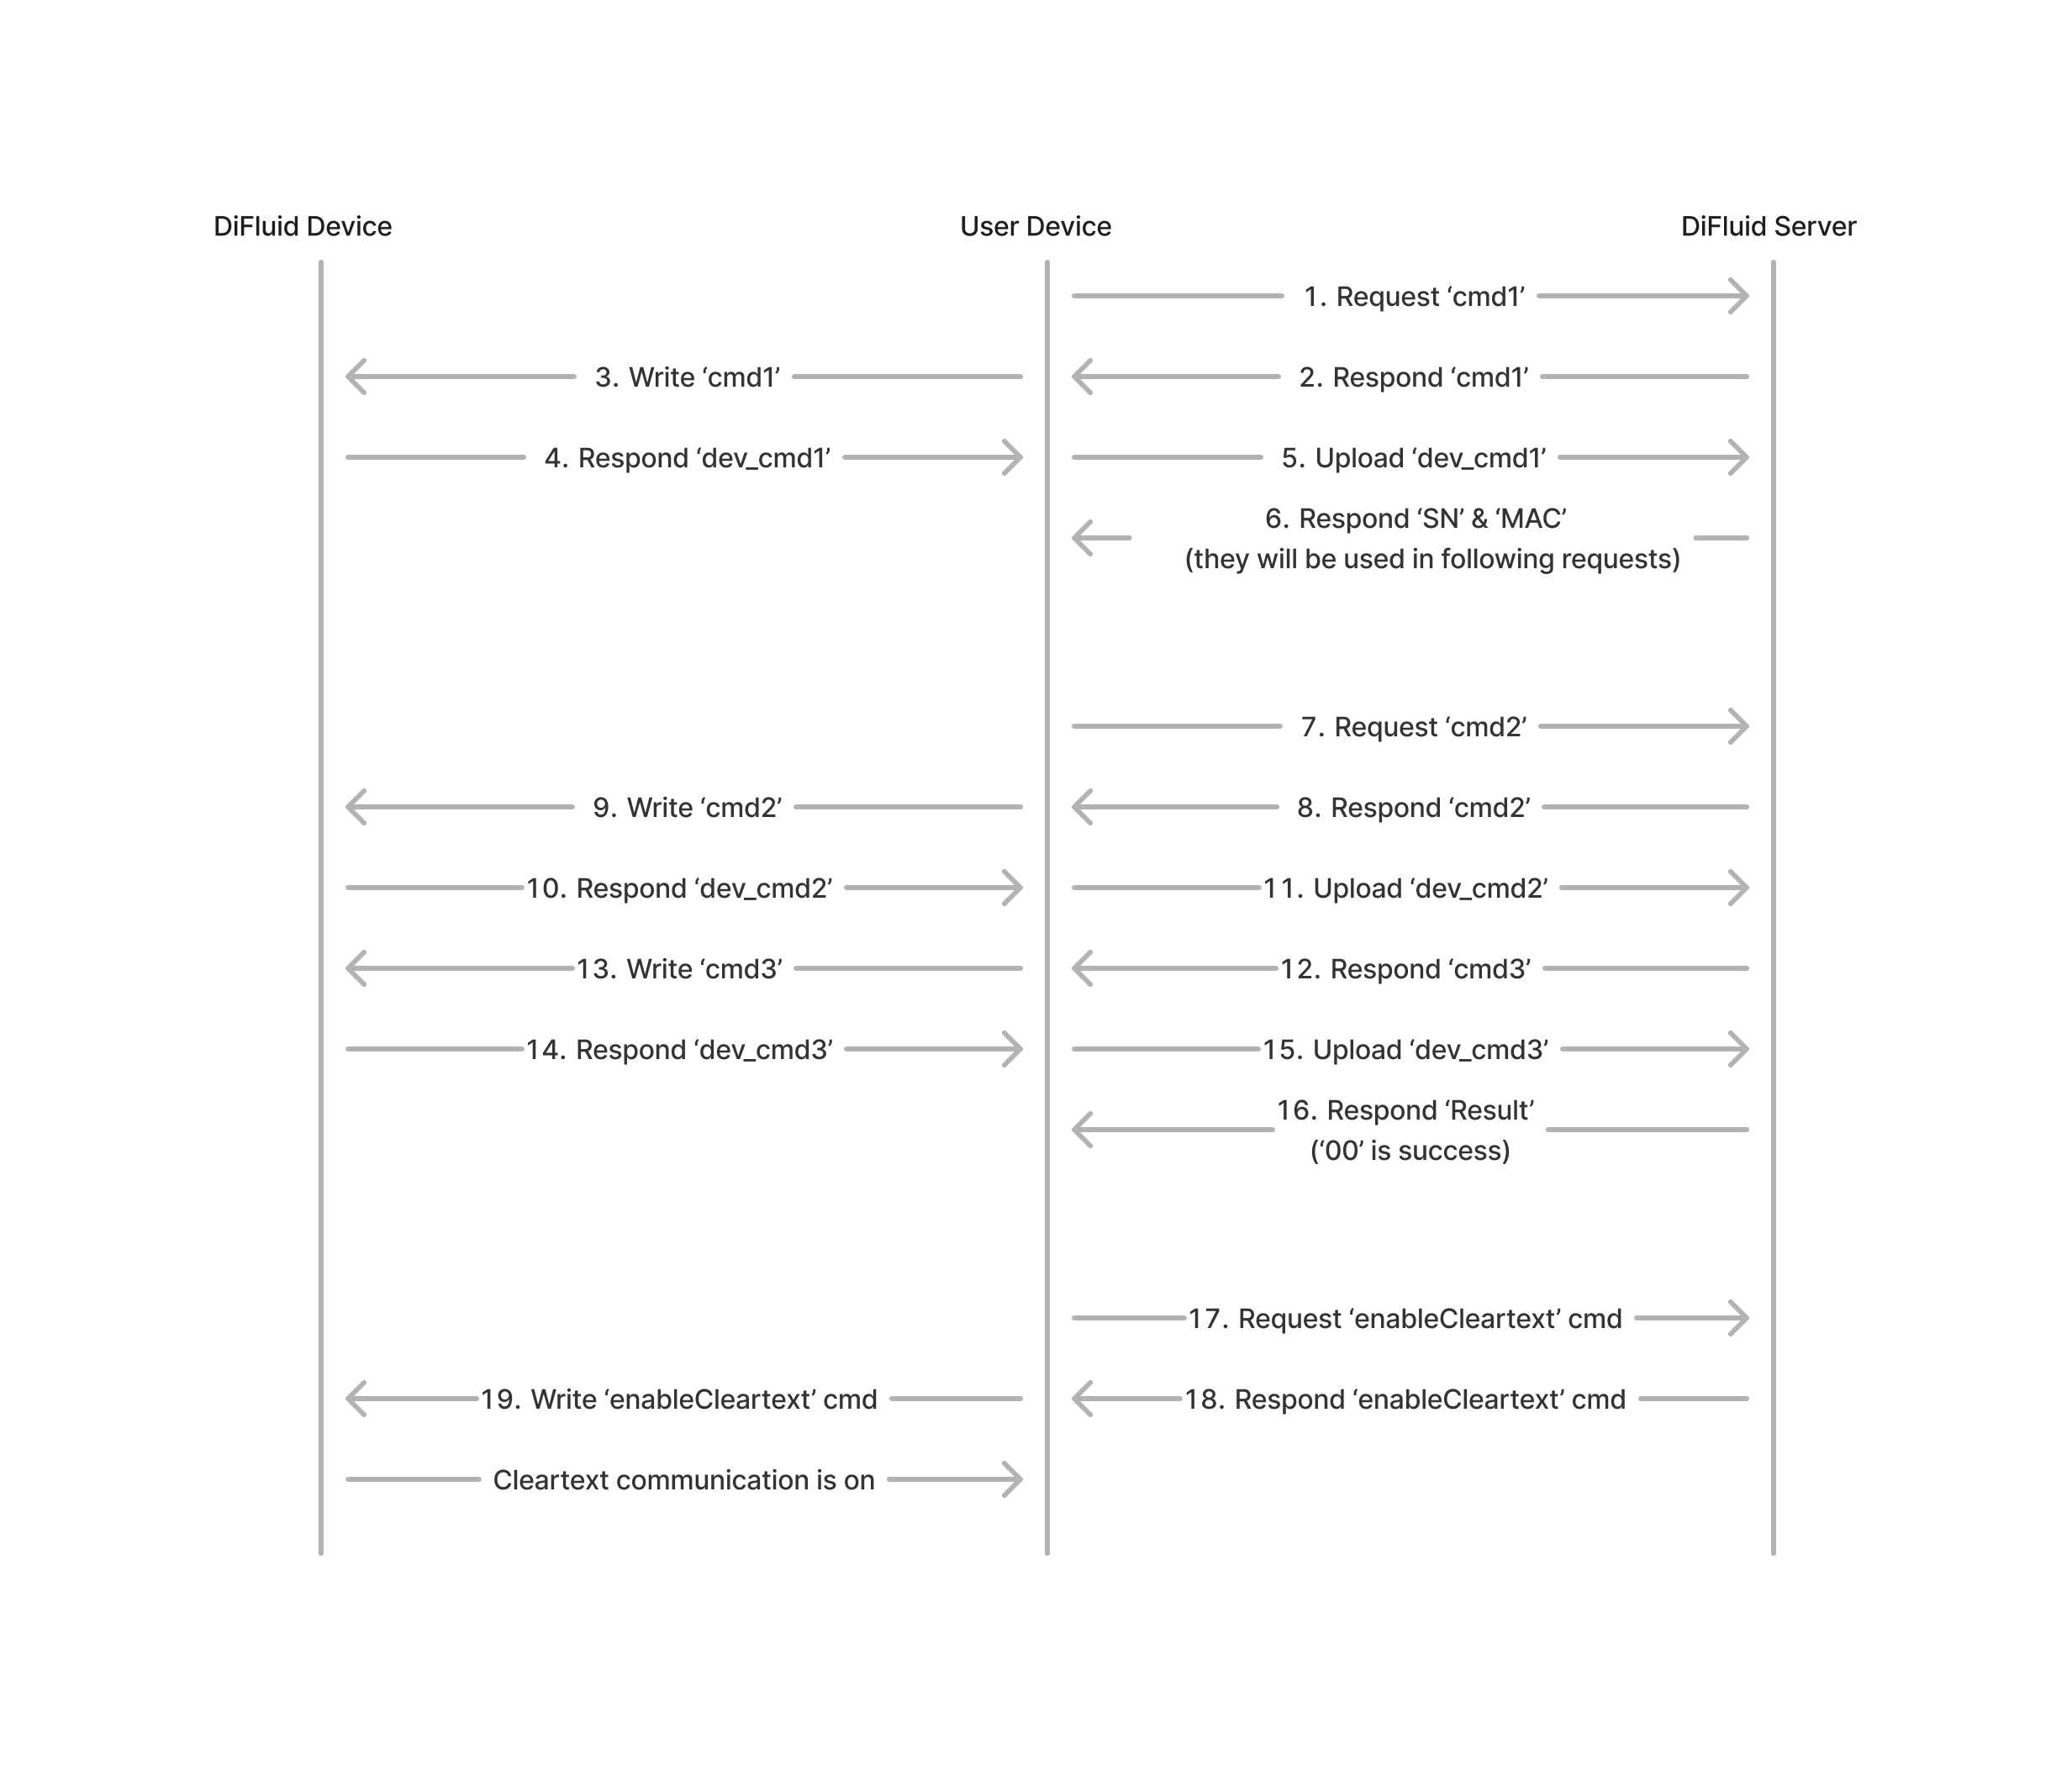 DiFluid Device
User Device
DiFluid Server
1. Request ‘cmd1’
3. Write ‘cmd1’
2. Respond ‘cmd1’
4. Respond ‘dev_cmd1’
5. Upload ‘dev_cmd1’
6. Respond ‘SN’ & ‘MAC’
(they will be used in following requests)
7. Request ‘cmd2’
9. Write ‘cmd2’
8. Respond ‘cmd2’
10. Respond ‘dev_cmd2’
11. Upload ‘dev_cmd2’
13. Write ‘cmd3’
12. Respond ‘cmd3’
14. Respond ‘dev_cmd3’
15. Upload ‘dev_cmd3’
16. Respond ‘Result’
(‘00’ is success)
17. Request ‘enableCleartext’ cmd
19. Write ‘enableCleartext’ cmd
18. Respond ‘enableCleartext’ cmd
Cleartext communication is on